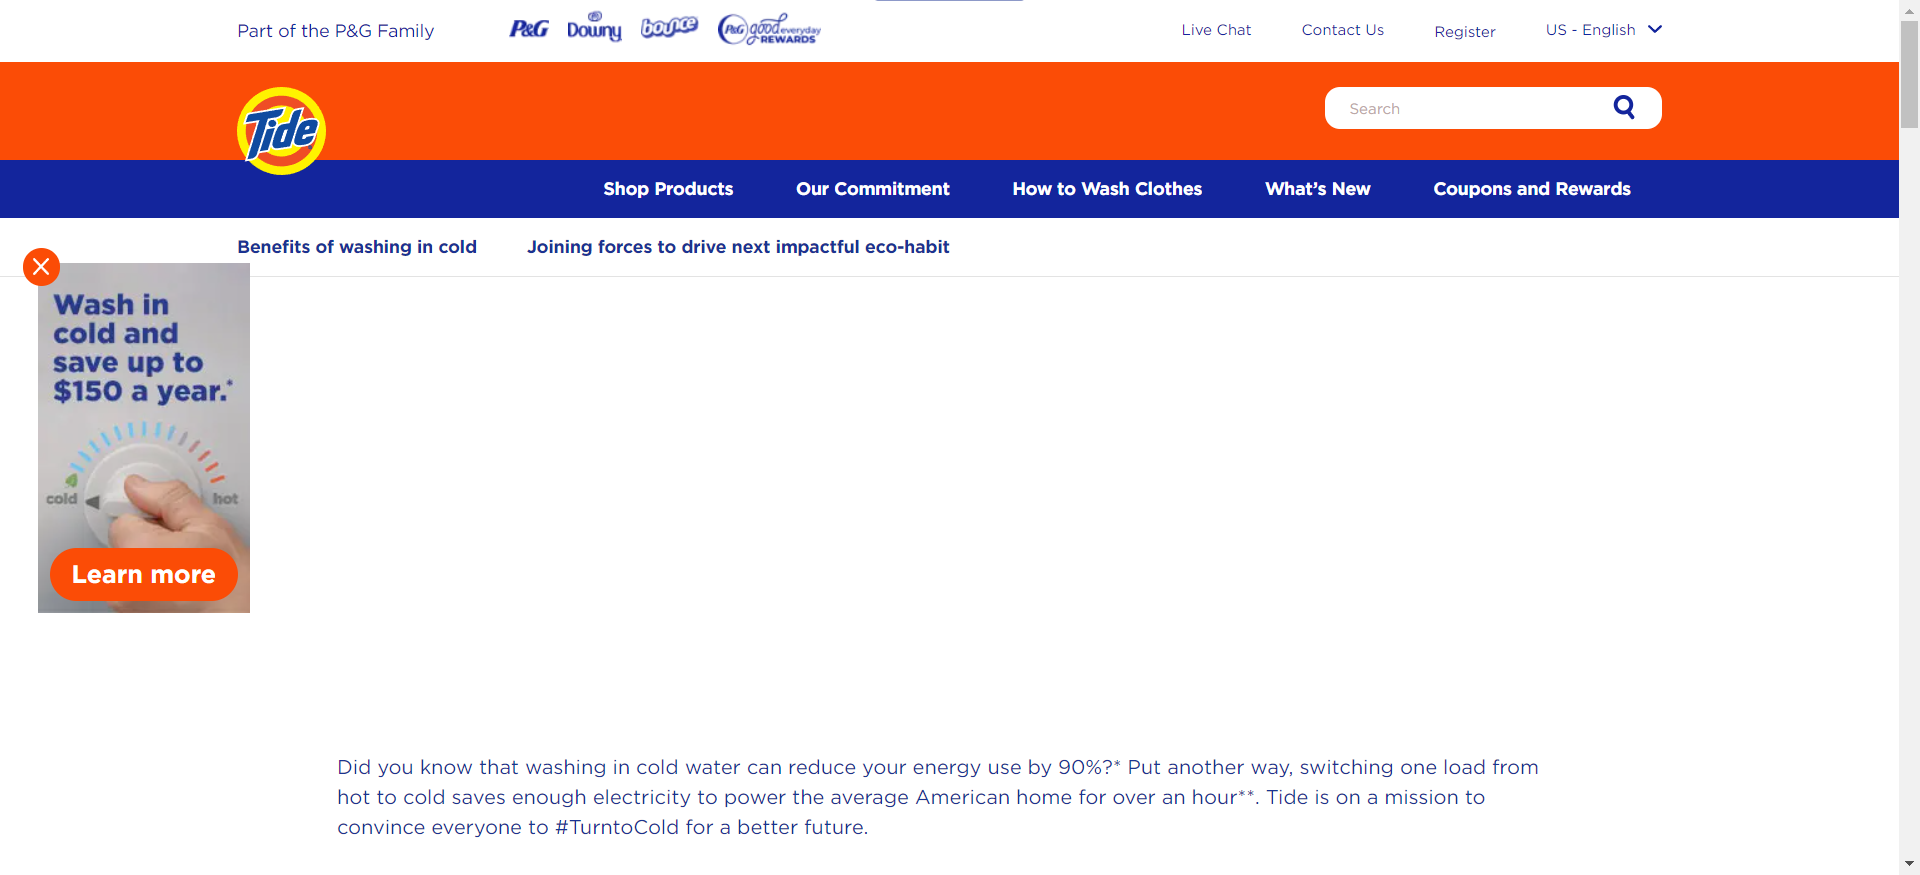 Part of the P&G Family
P&G
Downy
bounce
P&G good everyday REWARDS
Live Chat
Contact Us
Register
US - English
Tide
Search
Shop Products
Our Commitment
How to Wash Clothes
What's New
Coupons and Rewards
Benefits of washing in cold
Joining forces to drive next impactful eco-habit
Wash in
cold and
save up to
$150 a year.*
cold
hot
Learn more
Did you know that washing in cold water can reduce your energy use by 90%?* Put another way, switching one load from
hot to cold saves enough electricity to power the average American home for over an hour**. Tide is on a mission to
convince everyone to #TurntoCold for a better future.